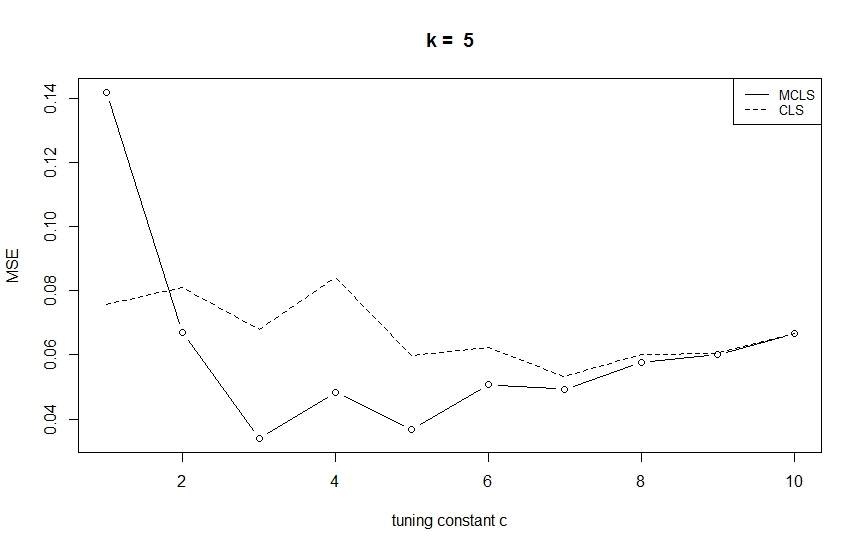 k = 5
MCLS
CLS
0.14
0.12
0.10
0.08
0.06
0.04
MSE
2 4 6 8 10
tuning constant c